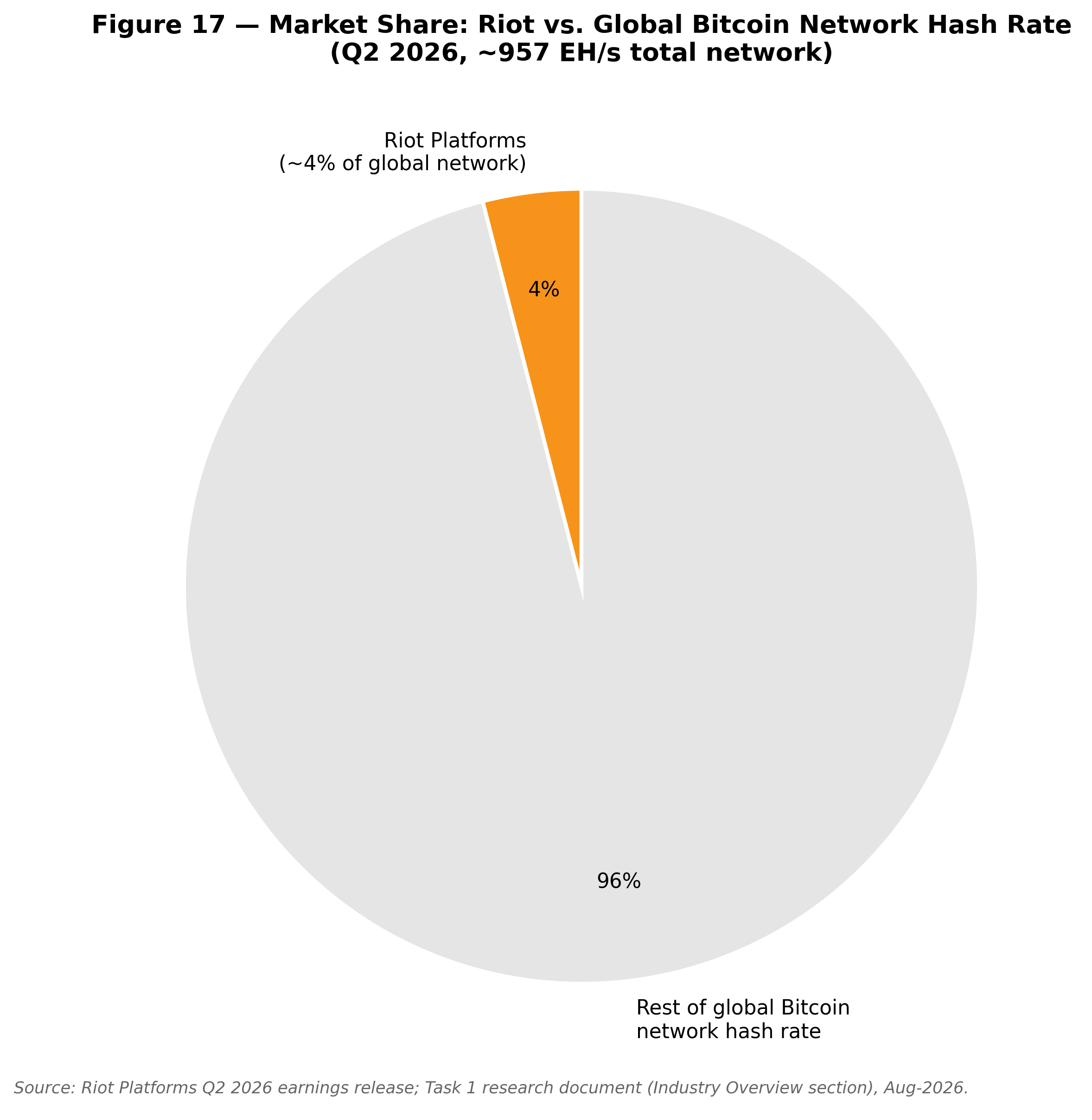 Figure 17 — Market Share: Riot vs. Global Bitcoin Network Hash Rate
(Q2 2026, ~957 EH/s total network)
Riot Platforms
(~4% of global network)
4%
96%
Rest of global Bitcoin
network hash rate
Source: Riot Platforms Q2 2026 earnings release; Task 1 research document (Industry Overview section), Aug-2026.